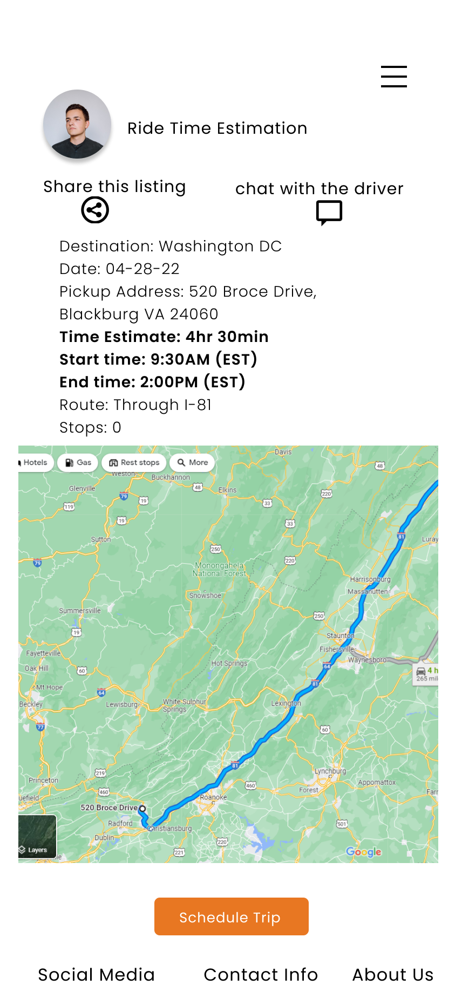 Ride Time Estimation
Share this listing
chat with the driver
Destination: Washington DC
Date: 04-28-22
Pickup Address: 520 Broce Drive,
Blackburg VA 24060
Time Estimate: 4hr 30min
Start time: 9:30AM (EST)
End time: 2:00PM (EST)
Route: Through I-81
Stops: 0
Hotels
Gas
Rest stops
More
Davis
48
Weston
Buckhannon
Glenville
79
19
48
Elkins
220
119
33
19
33
81
Luray
Sutton
250
79
220
Monongahela
National Forest
Harrisonburg
Massanutten
Snowshoe
Summersville
250
19
Staunton
Fishersville
Fayetteville
Waynesboro
Hot Springs
Oak Hill
60
64
4 h
265 mil
81
Mt Hope
64
Beckley
Lewisburg
White Sulphur
Springs
Lexington
77
60
81
219
Lynchburg
Princeton
460
Appomattox
Forest
460
Farr
uefield
Roanoke
520 Broce Drive
Radford
Christiansburg
501
Dublin
220
Layers
221
Google
Schedule Trip
Social Media
Contact Info
About Us